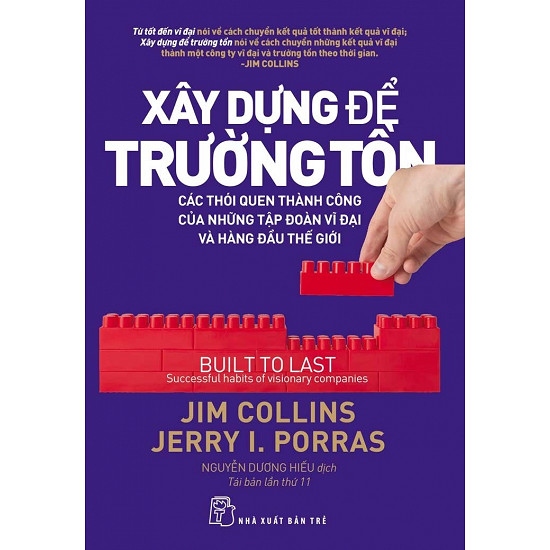 Từ tốt đến vĩ đại nói về cách chuyển kết quả tốt thành kết quả vĩ đại;
Xây dựng để trường tồn nói về cách chuyển những kết quả vĩ đại
thành một công ty vĩ đại và trường tồn theo thời gian.
-JIM COLLINS
XÂY DỰNG ĐỂ
TRƯỜNG TỒN
CÁC THÓI QUEN THÀNH CÔNG
CỦA NHỮNG TẬP ĐOÀN VĨ ĐẠI
VÀ HÀNG ĐẦU THẾ GIỚI
BUILT TO LAST
Successful habits of visionary companies
JIM COLLINS
JERRY I. PORRAS
NGUYỄN DƯƠNG HIẾU dịch
Tái bản lần thứ 11
NHÀ XUẤT BẢN TRẺ